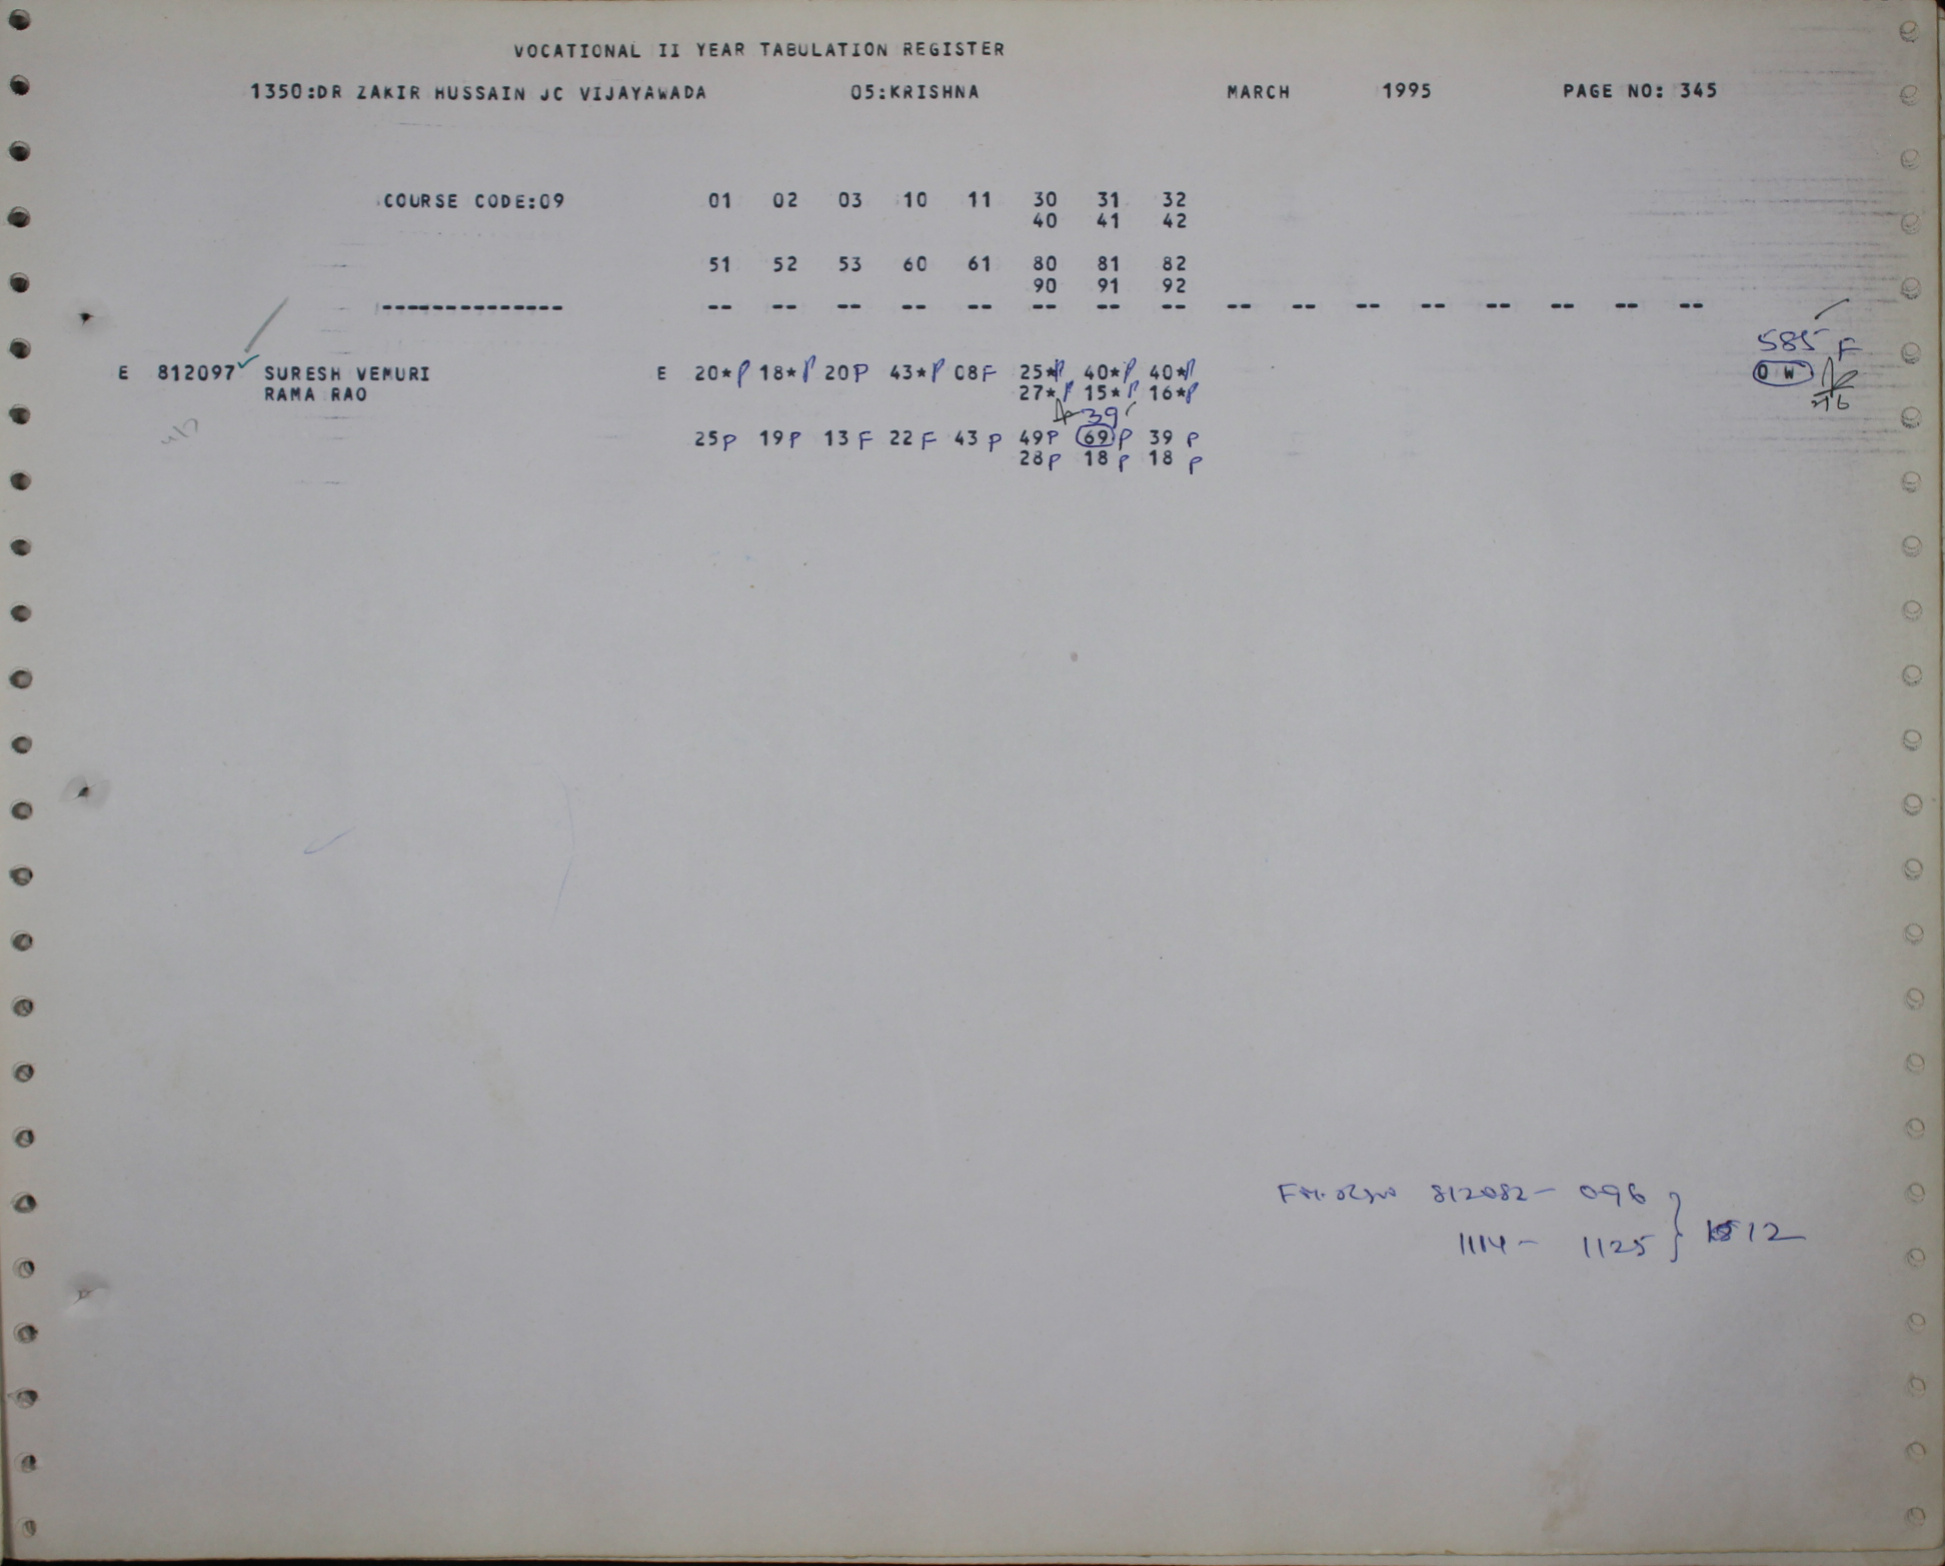 VOCATIONAL II YEAR TABULATION REGISTER
1350:DR ZAKIR HUSSAIN JC VIJAYAWADA 05:KRISHNA MARCH 1995 PAGE NO: 345
COURSE CODE:09 01 02 03 10 11 30 31 32
40 41 42
51 52 53 60 61 80 81 82
90 91 92
-------------- -- -- -- -- -- -- -- -- -- -- -- -- -- -- -- --
585 F
E 812097 SURESH VEMURI E 20*P 18*P 20P 43*P 08F 25*P 40*P 40*P O W
RAMA RAO 27*P 15*P 16*P
39
25P 19P 13F 22F 43P 49P 69P 39P
28P 18P 18P
812082 - 096
1114 - 1125 } 12